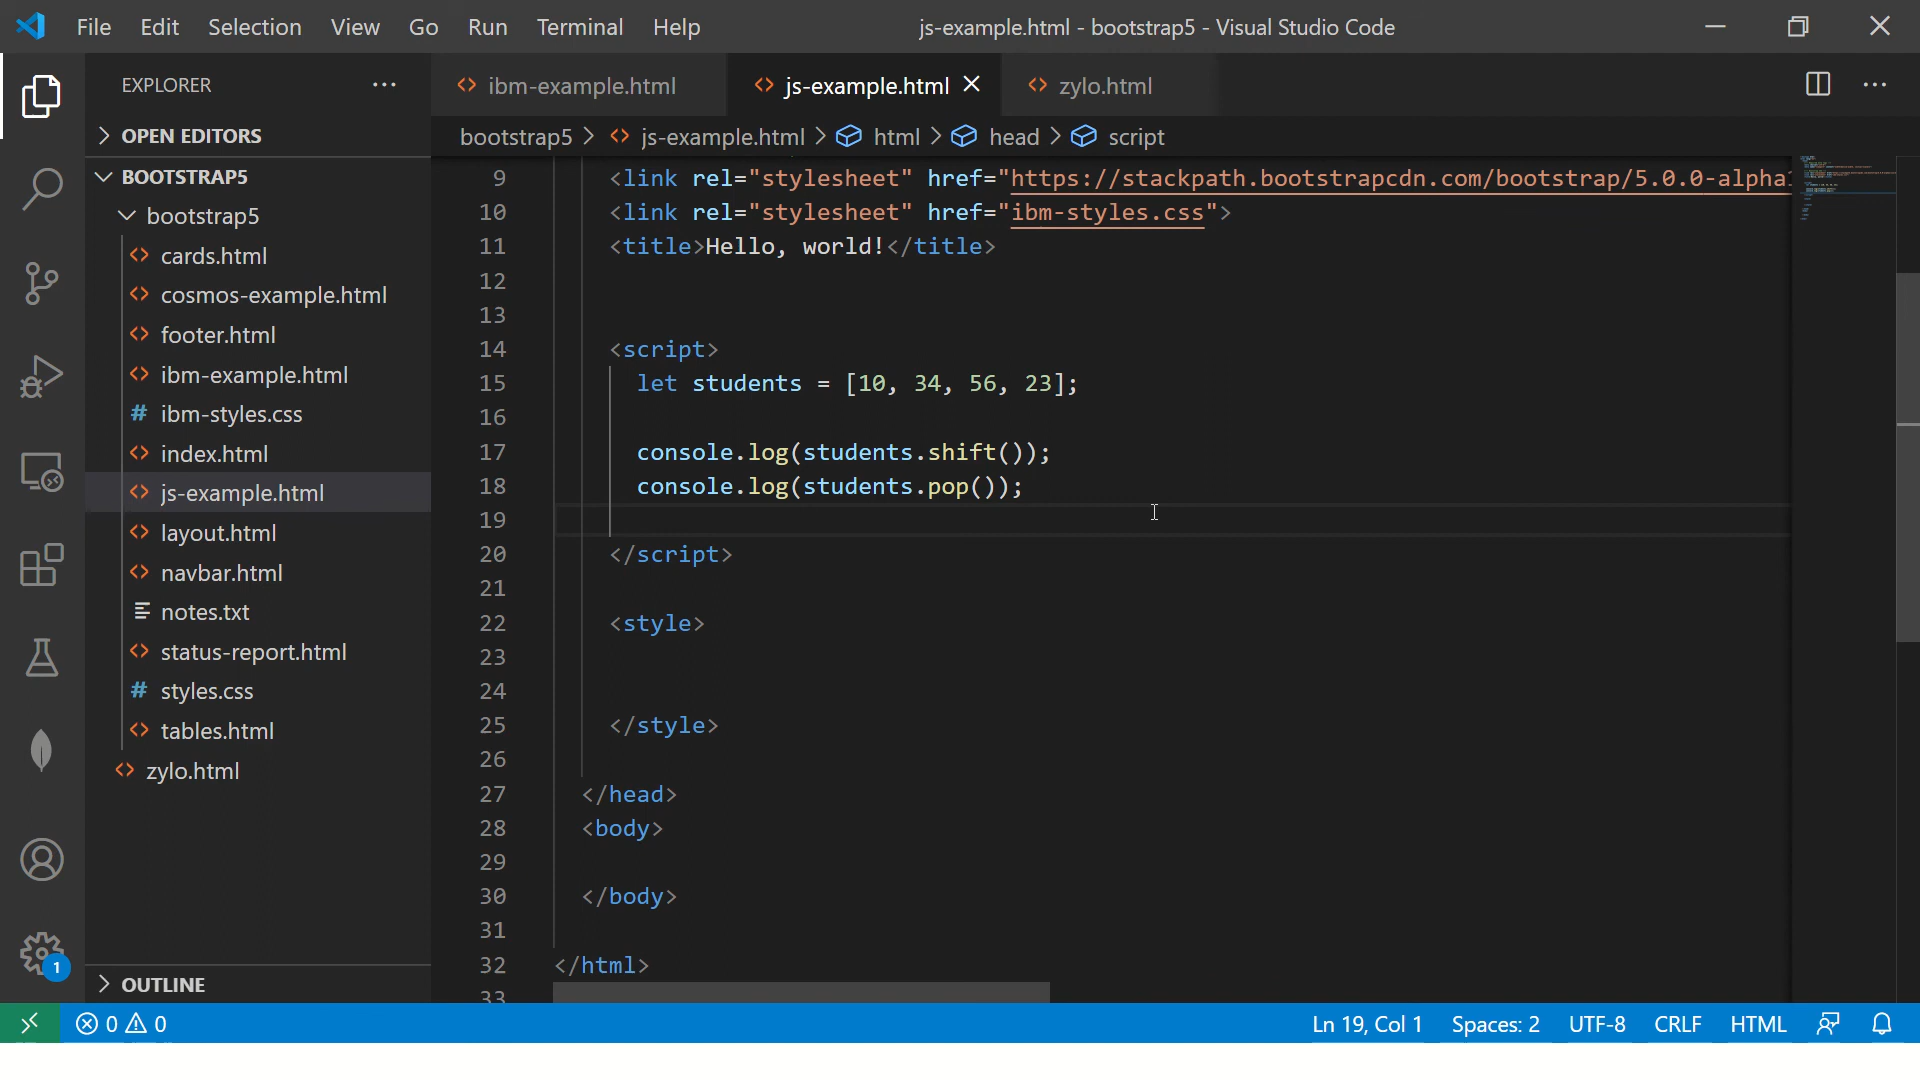 File Edit Selection View Go Run Terminal Help js-example.html - bootstrap5 - Visual Studio Code
EXPLORER
OPEN EDITORS
BOOTSTRAP5
bootstrap5
cards.html
cosmos-example.html
footer.html
ibm-example.html
ibm-styles.css
index.html
js-example.html
layout.html
navbar.html
notes.txt
status-report.html
styles.css
tables.html
zylo.html
OUTLINE
ibm-example.html js-example.html zylo.html
bootstrap5 > js-example.html > html > head > script
9 <link rel="stylesheet" href="https://stackpath.bootstrapcdn.com/bootstrap/5.0.0-alpha
10 <link rel="stylesheet" href="ibm-styles.css">
11 <title>Hello, world!</title>
12
13
14 <script>
15 let students = [10, 34, 56, 23];
16
17 console.log(students.shift());
18 console.log(students.pop());
19
20 </script>
21
22 <style>
23
24
25 </style>
26
27 </head>
28 <body>
29
30 </body>
31
32 </html>
33
1
0 0 Ln 19, Col 1 Spaces: 2 UTF-8 CRLF HTML